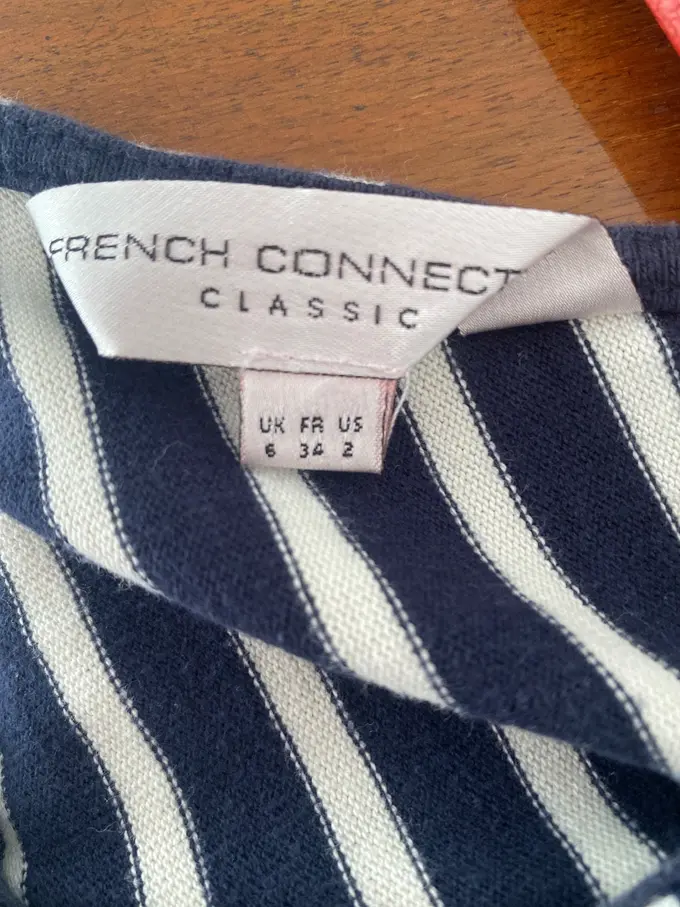 FRENCH CONNECT
CLASSIC
UK FR US
6 34 2